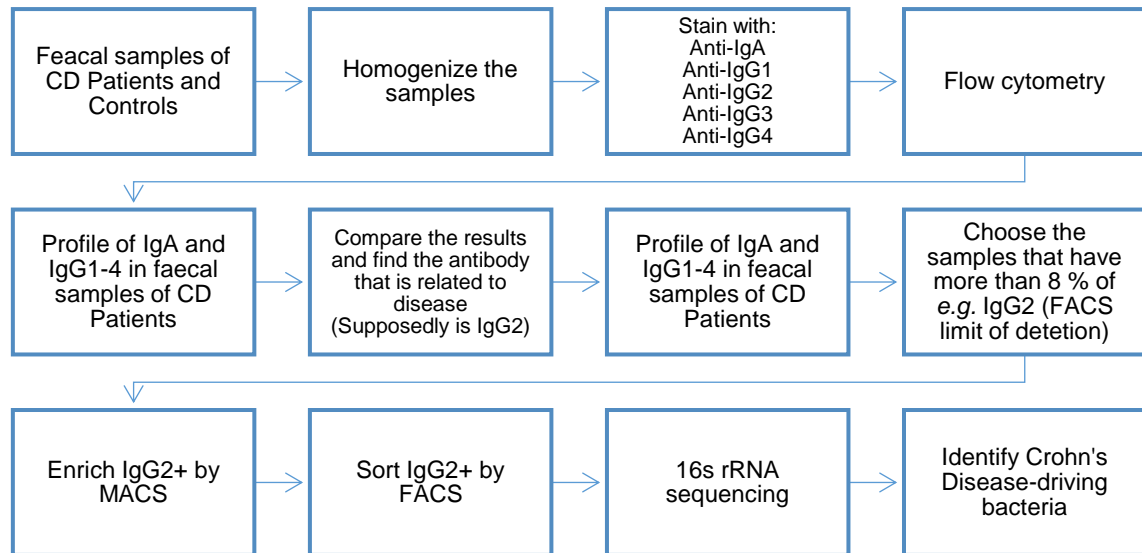 Feacal samples of
CD Patients and
Controls
Homogenize the
samples
Stain with:
Anti-IgA
Anti-IgG1
Anti-IgG2
Anti-IgG3
Anti-IgG4
Flow cytometry
Profile of IgA and
IgG1-4 in faecal
samples of CD
Patients
Compare the results
and find the antibody
that is related to
disease
(Supposedly is IgG2)
Profile of IgA and
IgG1-4 in feacal
samples of CD
Patients
Choose the
samples that have
more than 8 % of
e.g. IgG2 (FACS
limit of detetion)
Enrich IgG2+ by
MACS
Sort IgG2+ by
FACS
16s rRNA
sequencing
Identify Crohn's
Disease-driving
bacteria